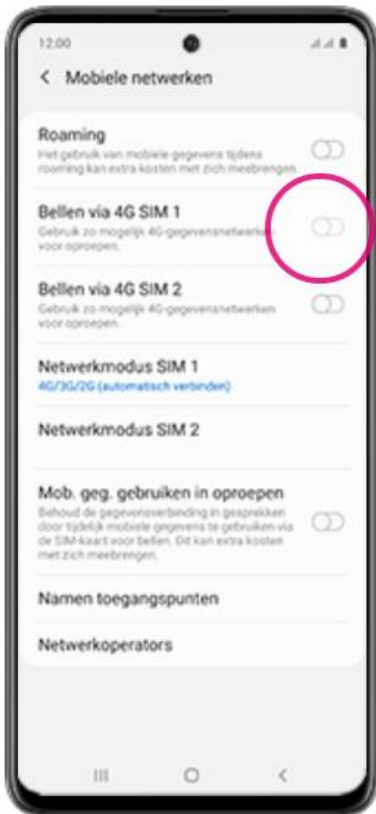 12:00
Mobiele netwerken
Roaming
Het gebruik van mobiele gegevens tijdens
roaming kan extra kosten met zich meebrengen.
Bellen via 4G SIM 1
Gebruik zo mogelijk 4G-gegevensnetwerken
voor oproepen.
Bellen via 4G SIM 2
Gebruik zo mogelijk 4G-gegevensnetwerken
voor oproepen.
Netwerkmodus SIM 1
4G/3G/2G (automatisch verbinden)
Netwerkmodus SIM 2
Mob. geg. gebruiken in oproepen
Behoud de gegevensverbinding in gesprekken
door tijdelijk mobiele gegevens te gebruiken via
de SIM-kaart voor bellen. Dit kan extra kosten
met zich meebrengen.
Namen toegangspunten
Netwerkoperators